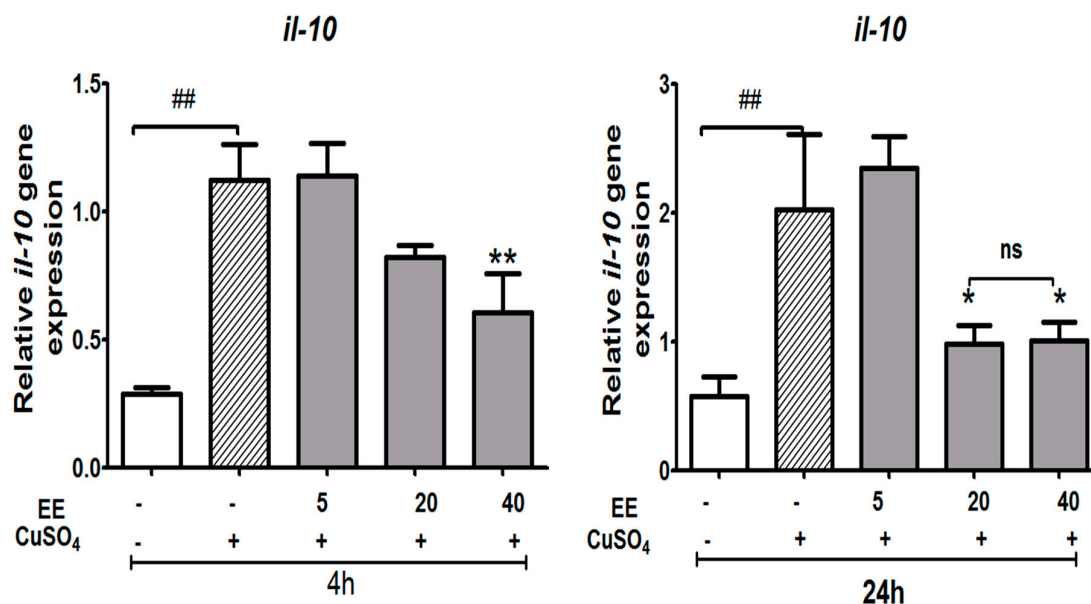 il-10
1.5
1.0
0.5
0.0
Relative il-10 gene
expression
##
**
EE - - 5 20 40
CuSO₄ - + + + +
4h
il-10
3
2
1
0
Relative il-10 gene
expression
##
ns
* *
EE - - 5 20 40
CuSO₄ - + + + +
24h